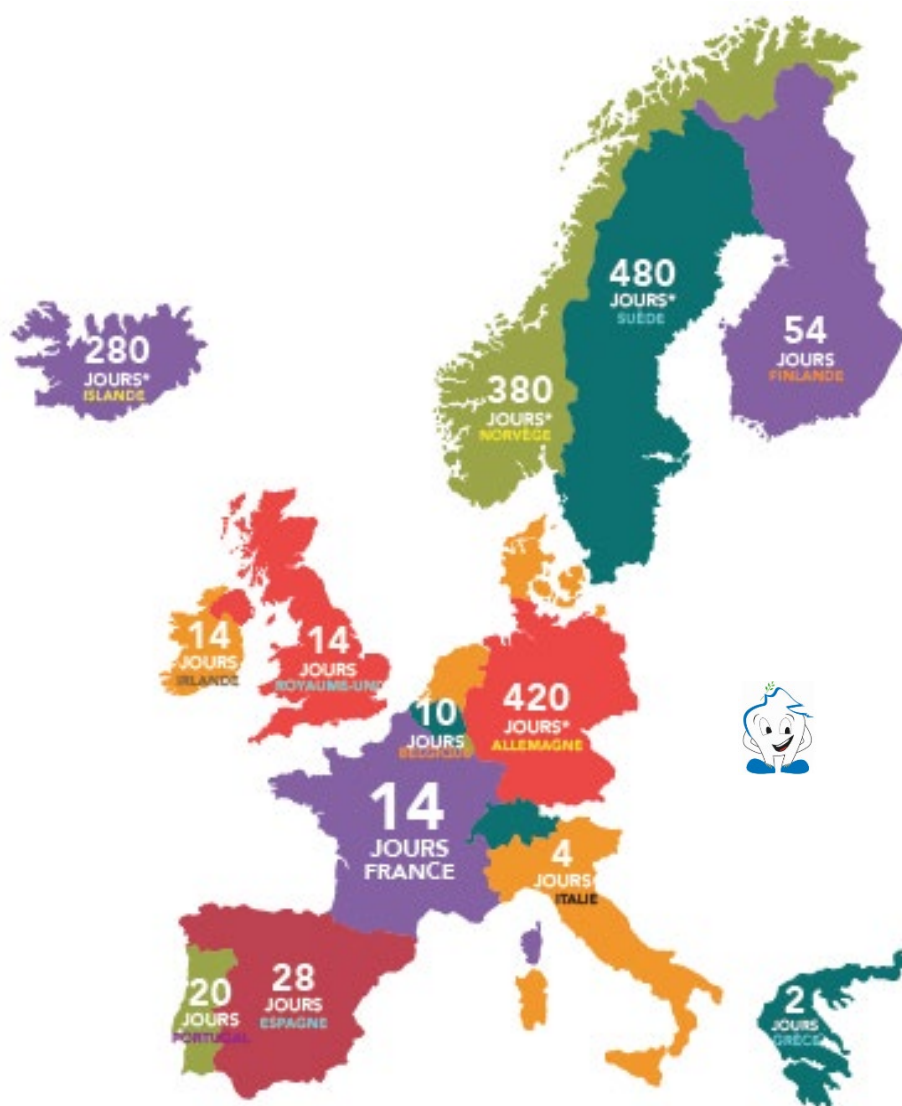 480
JOURS*
SUÈDE
54
JOURS
FINLANDE
280
JOURS*
ISLANDE
380
JOURS*
NORVÈGE
14
JOURS
IRLANDE
14
JOURS
ROYAUME-UNI
420
JOURS*
ALLEMAGNE
10
JOURS
BELGIQUE
14
JOURS
FRANCE
4
JOURS
ITALIE
20
JOURS
PORTUGAL
28
JOURS
ESPAGNE
2
JOURS
GRÈCE